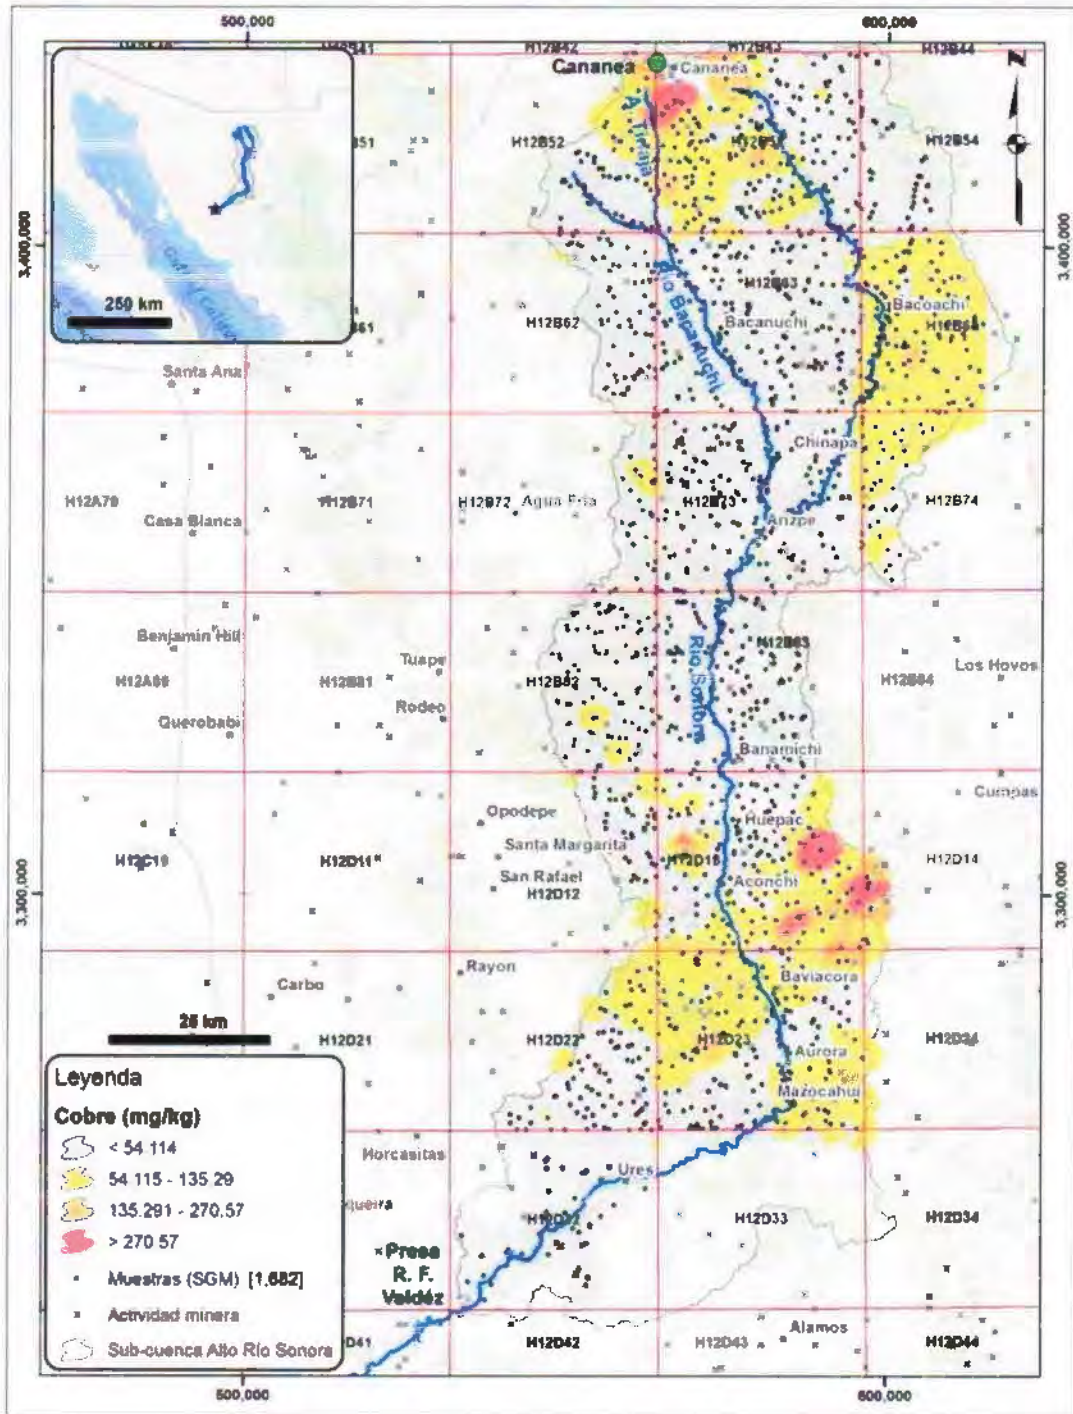 500,000
600,000
H12B42
H12B43
H12B44
Cananea
Cananea
N
250 km
H12B52
H12B54
3,400,000
3,400,000
Río Bacanuchi
H12B63
H12B62
Bacanuchi
Bacoachi
Santa Ana
Chinapa
H12A79
H12B71
H12B72
Agua Fria
H12B73
H12B74
Casa Blanca
Arizpe
Benjamin Hill
H12B83
Tuape
Los Hoyos
H12B81
H12B82
H12B84
Rodeo
Río Sonora
Querobabi
Banamichi
Cumpas
Opodepe
Huepac
Santa Margarita
H12D11
H12D14
San Rafael
Aconchi
H12D12
3,300,000
3,300,000
Rayon
Baviacora
Carbo
25 km
H12D21
H12D22
H12D23
H12D24
Aurora
Mazocahui
Leyenda
Cobre (mg/kg)
< 54 114
54 115 - 135 29
135.291 - 270.57
> 270 57
Muestras (SGM) [1,682]
Actividad minera
Sub-cuenca Alto Río Sonora
Horcasitas
Ures
queira
H12D33
H12D34
Presa
R. F.
Valdéz
Alamos
D41
H12D42
H12D43
H12D44
500,000
600,000